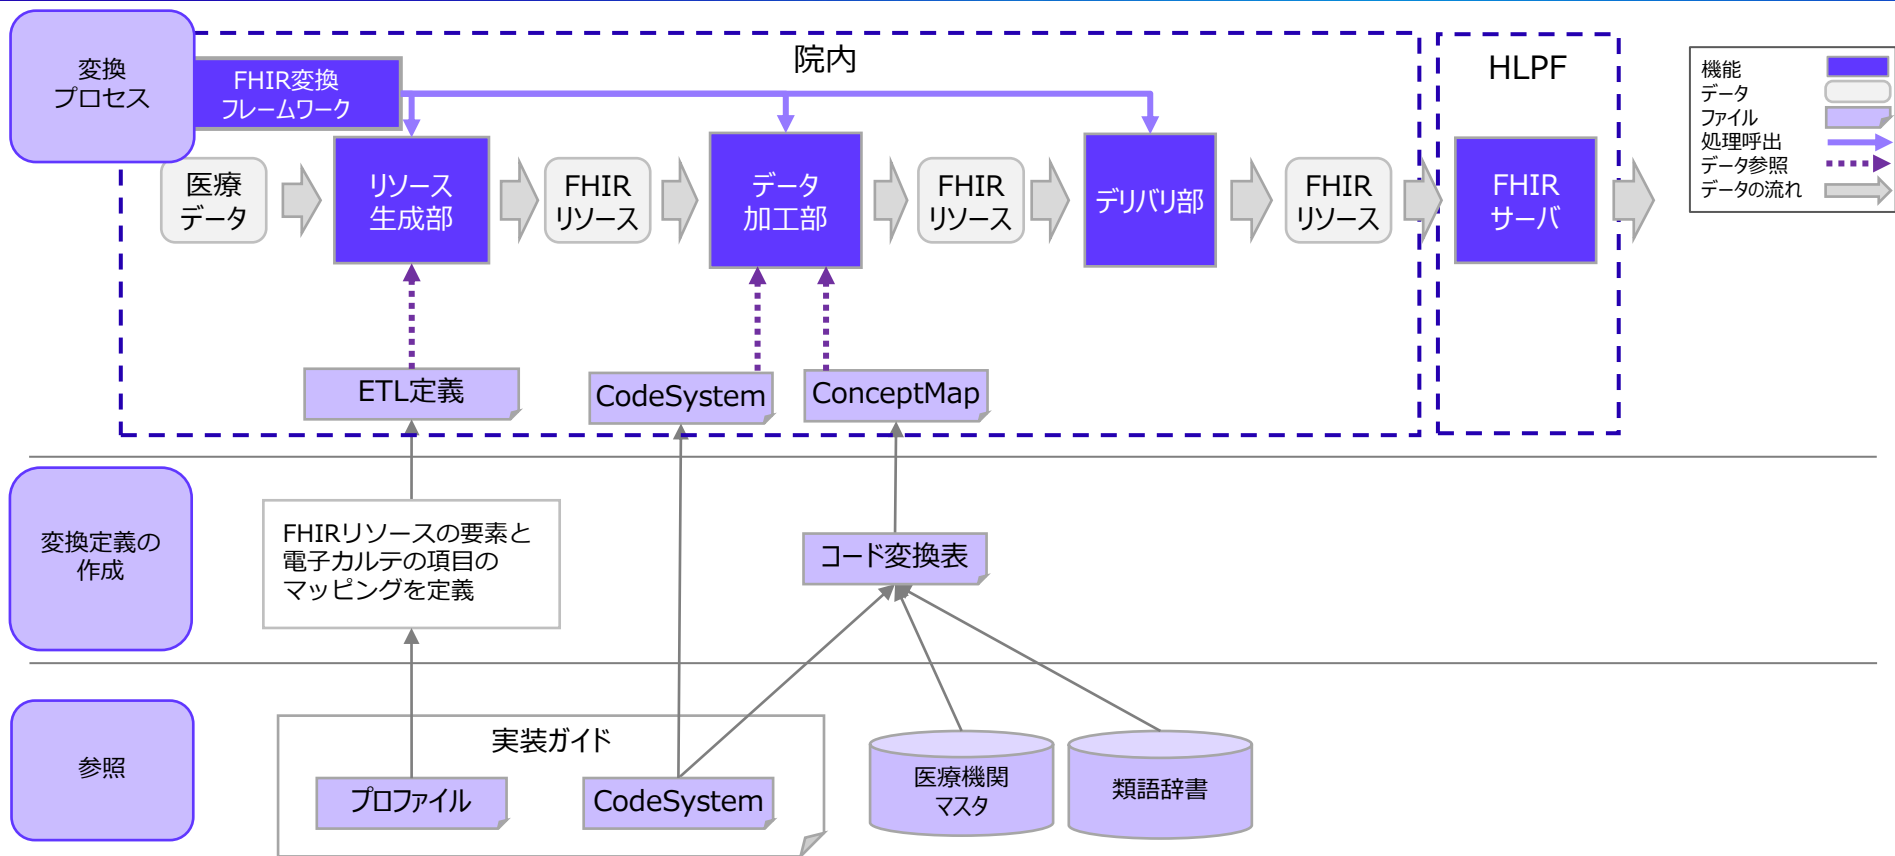 変換
プロセス
FHIR変換
フレームワーク
院内
HLPF
機能
データ
ファイル
処理呼出
データ参照
データの流れ
医療
データ
リソース
生成部
FHIR
リソース
データ
加工部
FHIR
リソース
デリバリ部
FHIR
リソース
FHIR
サーバ
ETL定義
CodeSystem
ConceptMap
変換定義の
作成
FHIRリソースの要素と
電子カルテの項目の
マッピングを定義
コード変換表
参照
実装ガイド
プロファイル
CodeSystem
医療機関
マスタ
類語辞書